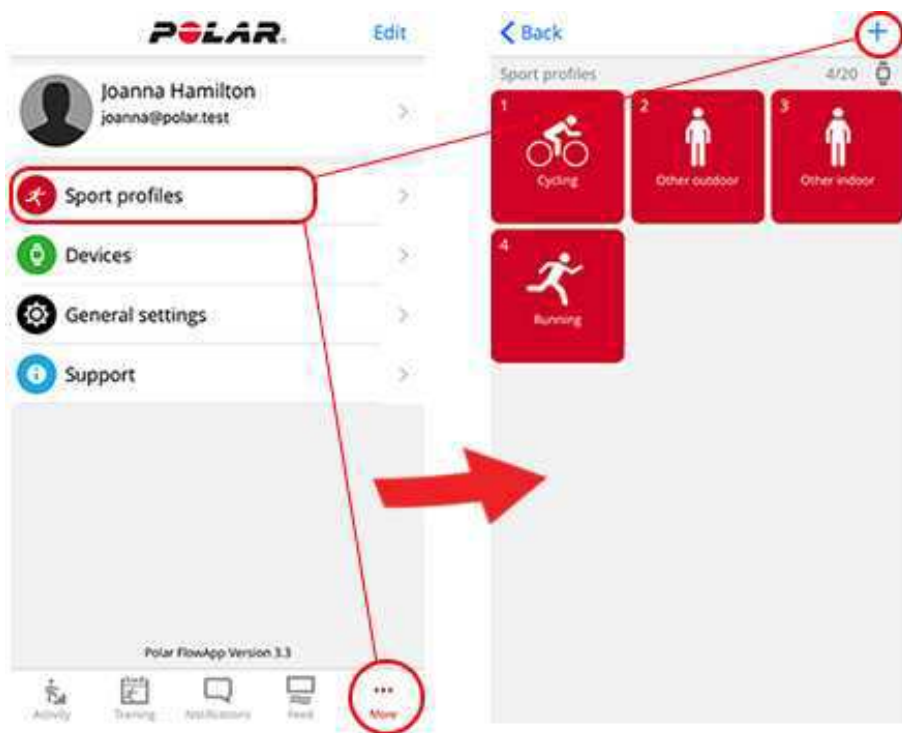 POLAR.
Edit
Joanna Hamilton
joanna@polar.test
Sport profiles
Devices
General settings
Support
Polar FlowApp Version 3.3
Activity
Training
Notifications
Feed
More
Back
Sport profiles
4/20
1
Cycling
2
Other outdoor
3
Other indoor
4
Running